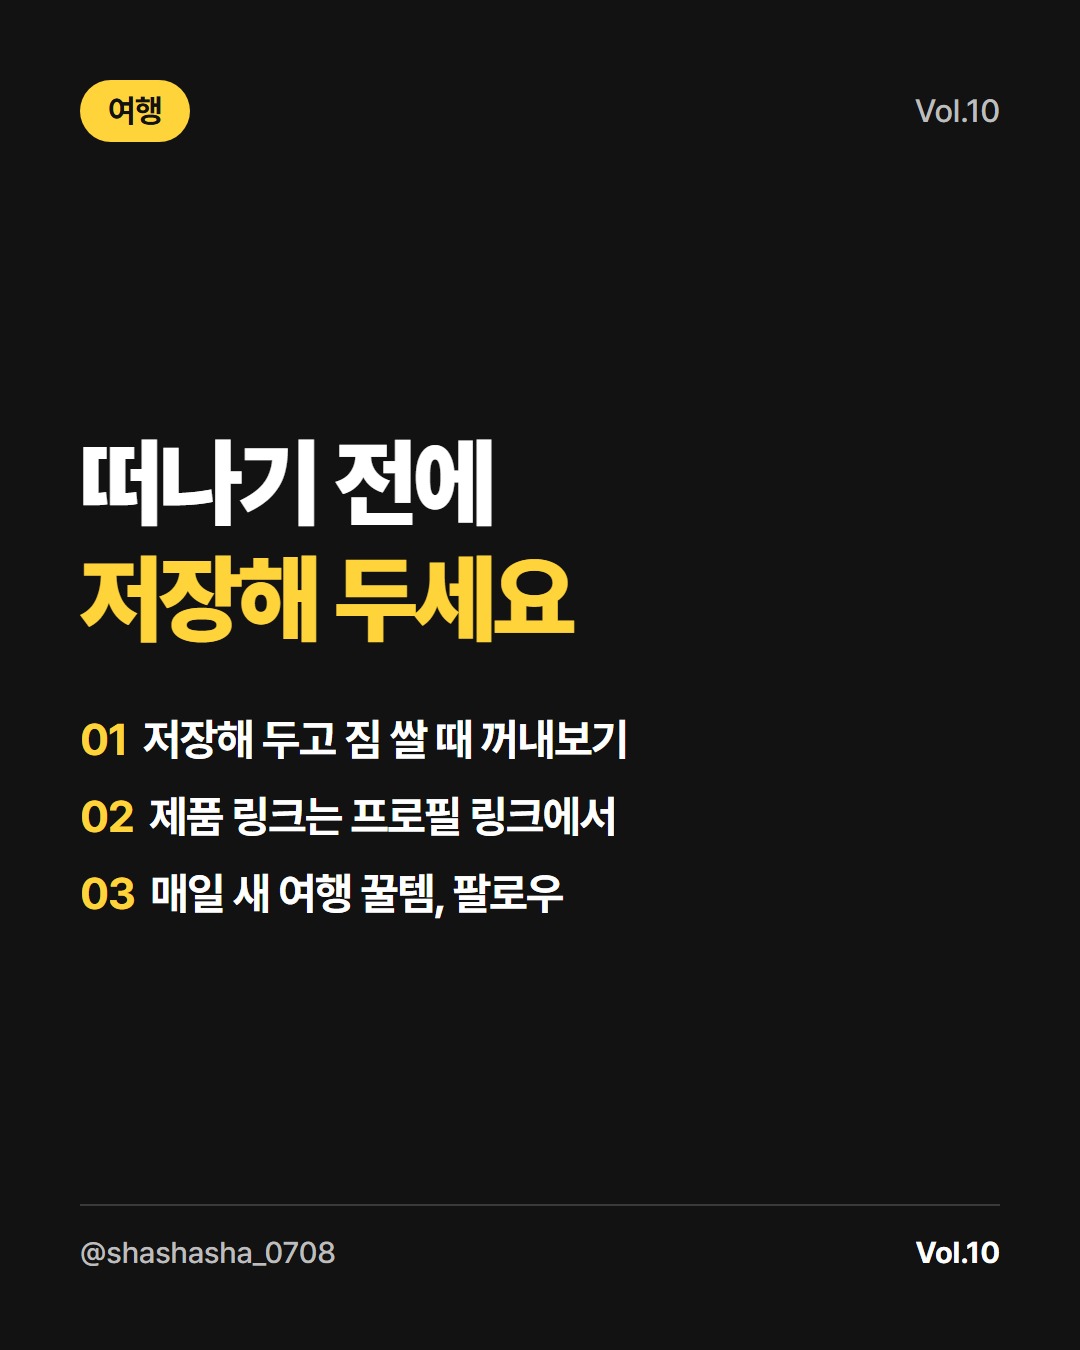 여행
Vol.10
떠나기 전에
저장해 두세요
01 저장해 두고 짐 쌀 때 꺼내보기
02 제품 링크는 프로필 링크에서
03 매일 새 여행 꿀템, 팔로우
@shashasha_0708
Vol.10